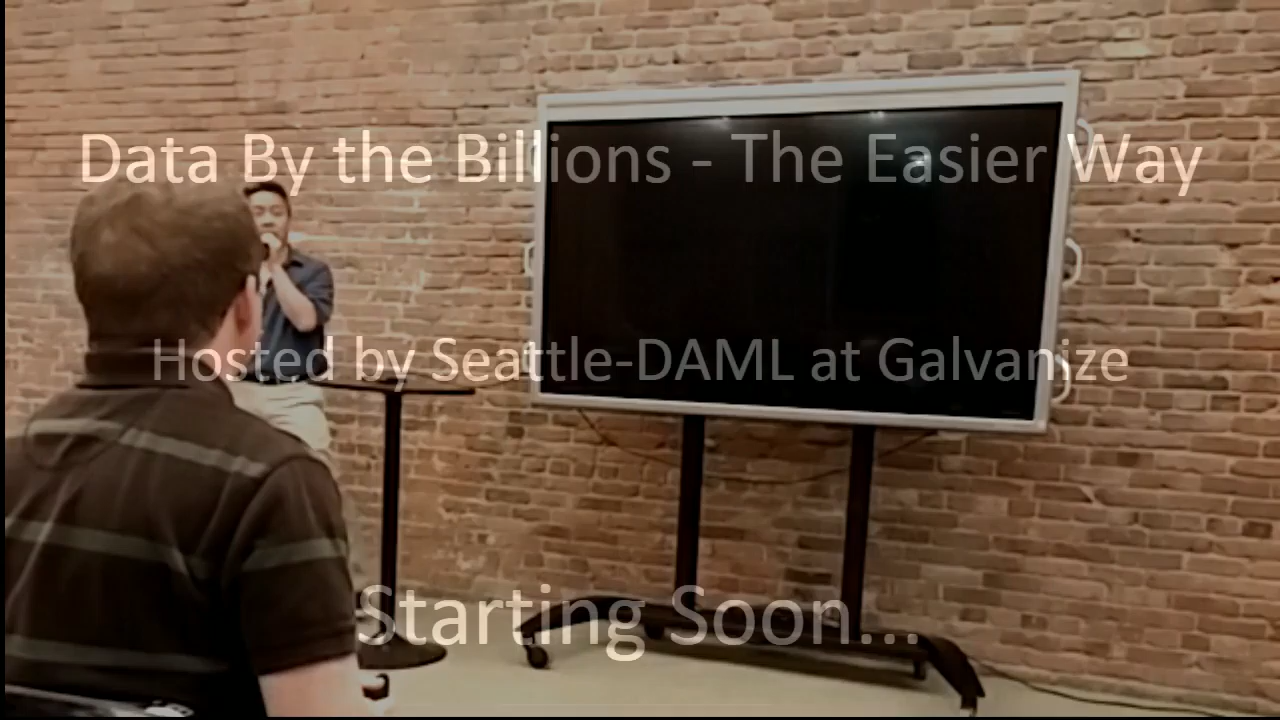 Data By the Billions - The Easier Way
Hosted by Seattle-DAML at Galvanize
Starting Soon...